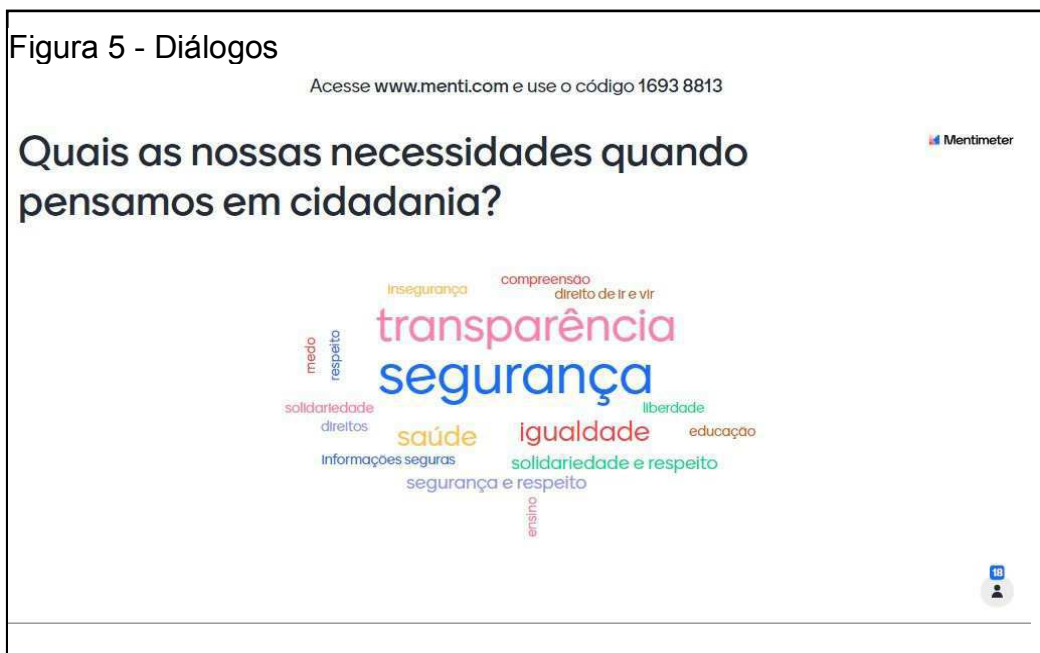 Figura 5 - Diálogos
Acesse www.menti.com e use o código 1693 8813
Quais as nossas necessidades quando
pensamos em cidadania?
Mentimeter
compreensão
insegurança
direito de ir e vir
transparência
medo
respeito
segurança
solidariedade
liberdade
direitos
saúde
igualdade
educação
Informações seguras
solidariedade e respeito
segurança e respeito
ensino
18